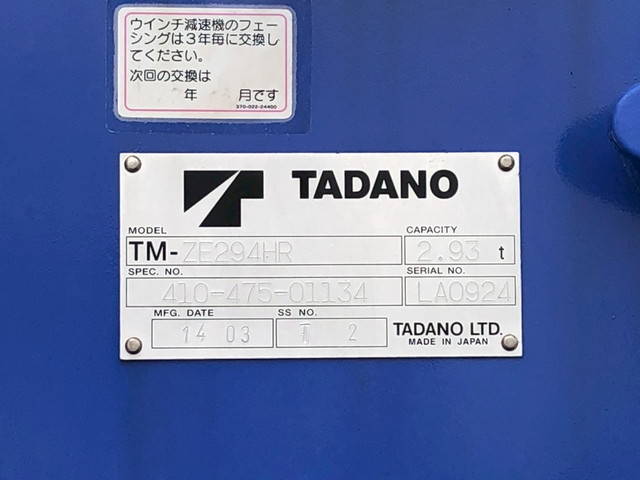 ウインチ減速機のフェー
シングは３年毎に交換し
てください。
次回の交換は
年　　月です
370-022-24400
TADANO
MODEL
CAPACITY
TM-ZE294HR
2.93 t
SPEC. NO.
SERIAL NO.
410-475-01134
LA0924
MFG. DATE
SS NO.
14 03
2
TADANO LTD.
MADE IN JAPAN